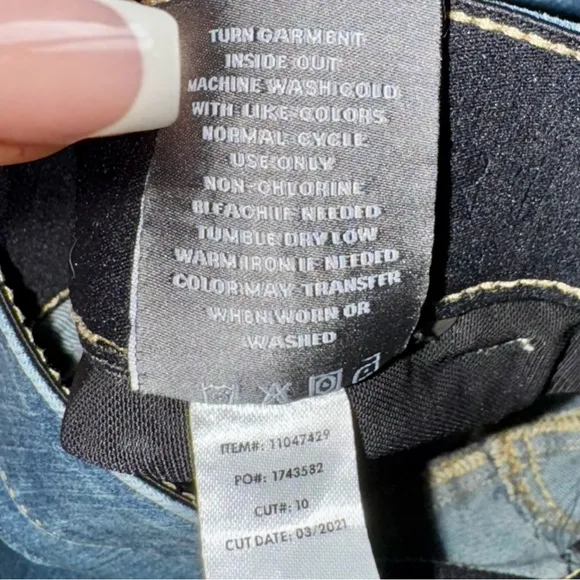 TURN GARMENT
INSIDE OUT
MACHINE WASH COLD
WITH LIKE COLORS
NORMAL CYCLE
USE ONLY
NON-CHLORINE
BLEACH IF NEEDED
TUMBLE DRY LOW
WARM IRON IF NEEDED
COLOR MAY TRANSFER
WHEN WORN OR
WASHED
ITEM#: 11047429
PO#: 1743582
CUT#: 10
CUT DATE: 03/2021